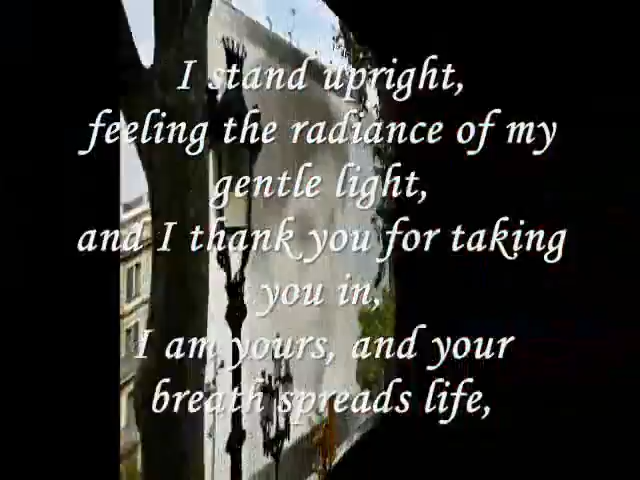 I stand upright,
feeling the radiance of my
gentle light,
and I thank you for taking
you in,
I am yours, and your
breath spreads life,